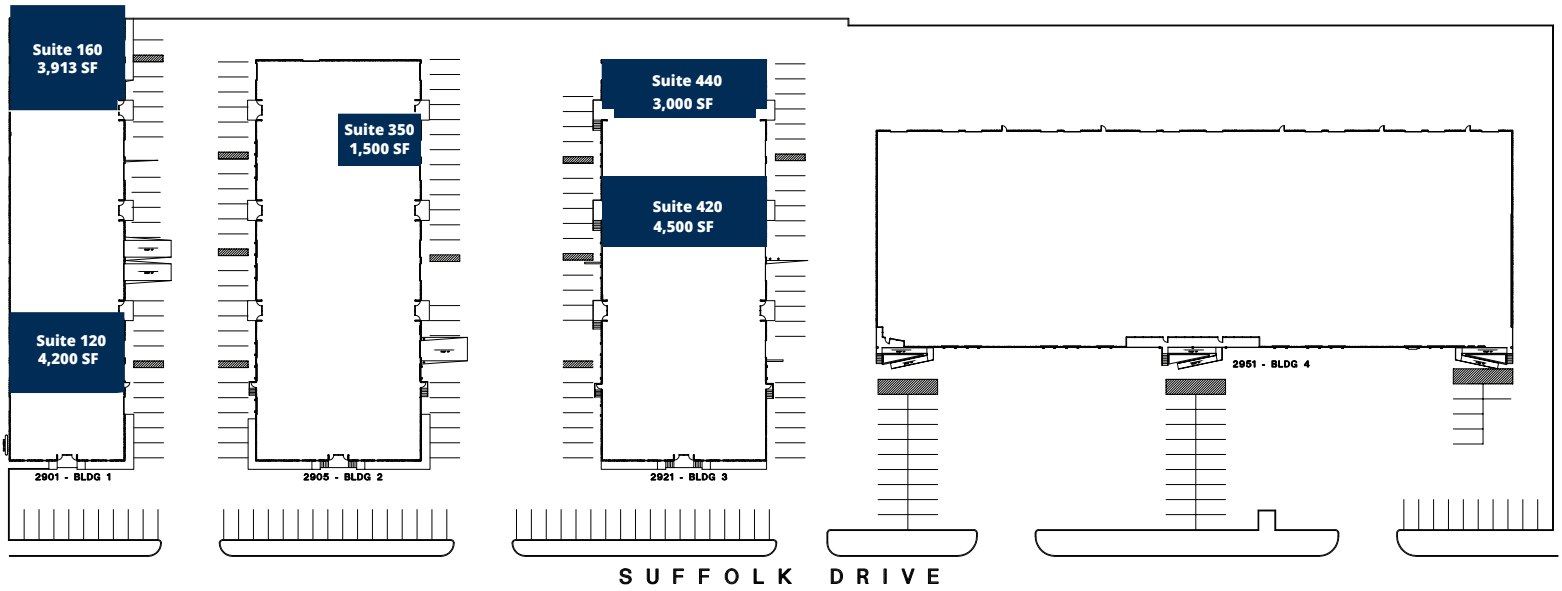 Suite 160
3,913 SF
Suite 350
1,500 SF
Suite 440
3,000 SF
Suite 420
4,500 SF
Suite 120
4,200 SF
2901 - BLDG 1
2905 - BLDG 2
2921 - BLDG 3
2951 - BLDG 4
SUFFOLK DRIVE